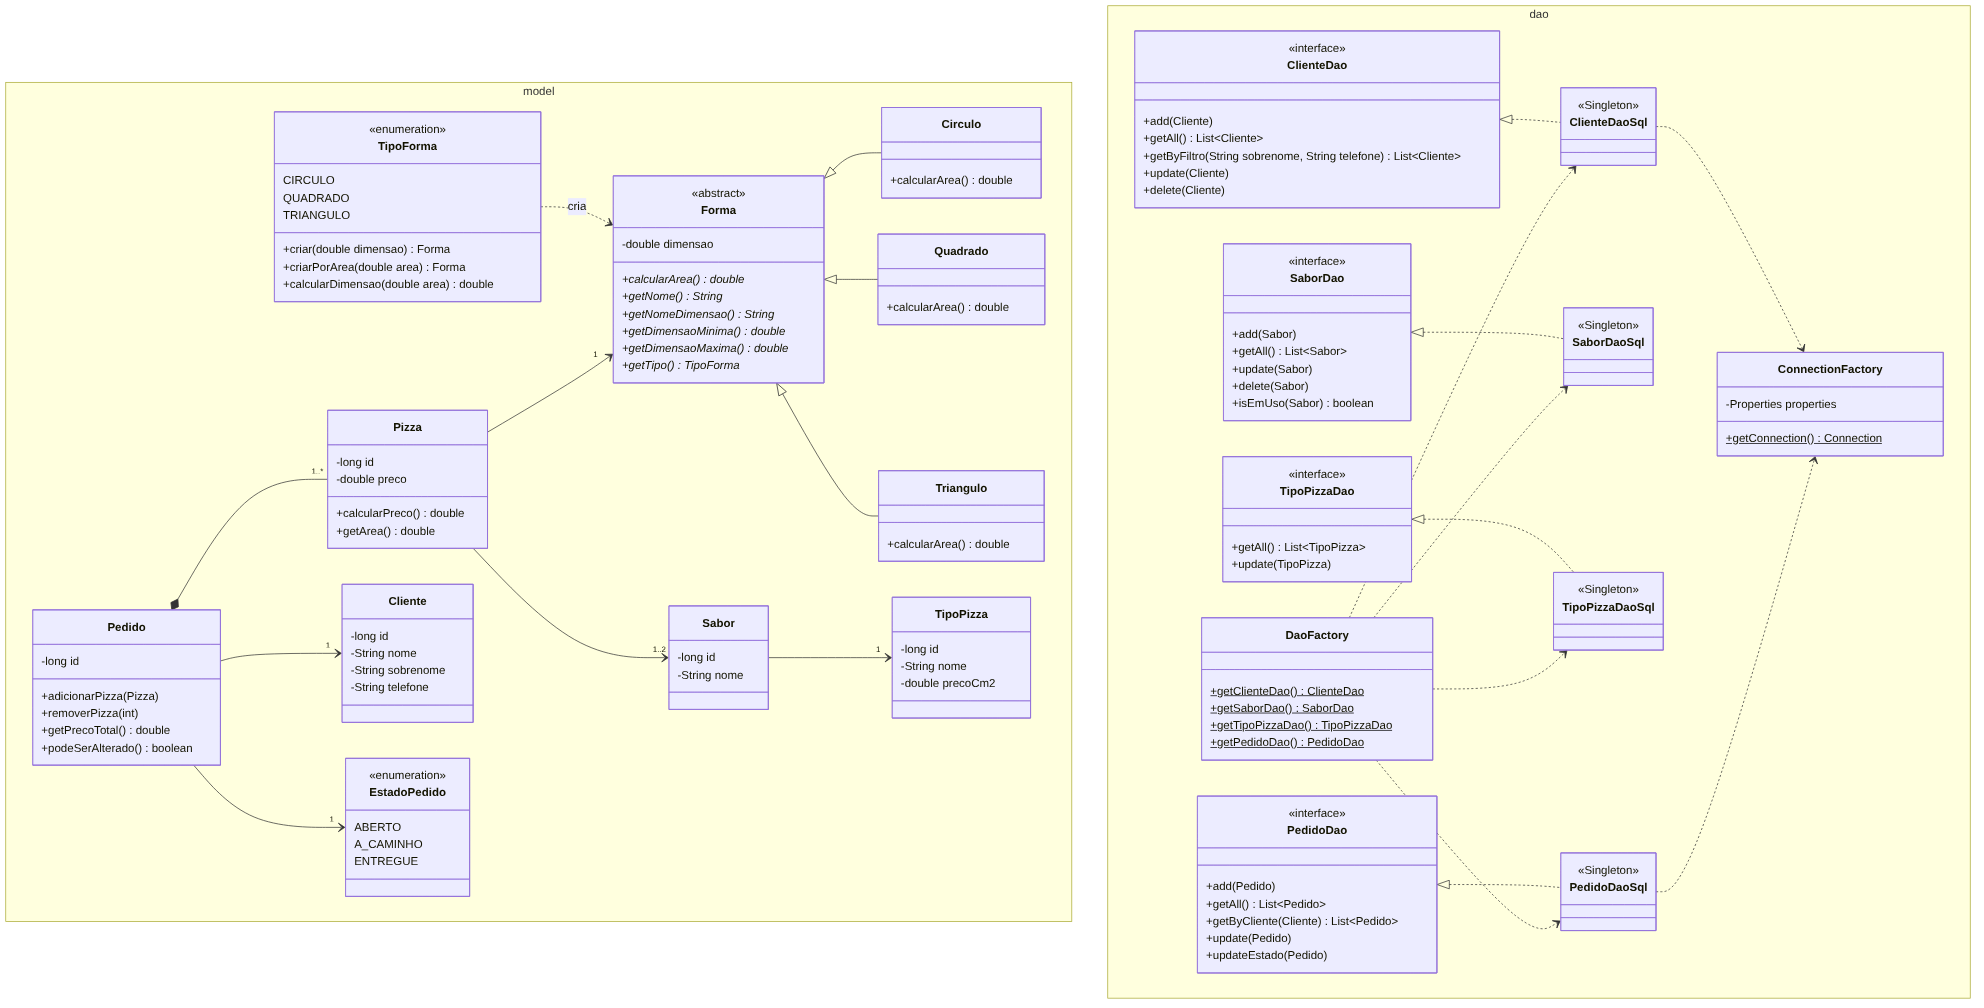 model
«enumeration»
TipoForma
CIRCULO
QUADRADO
TRIANGULO
+criar(double dimensao) : Forma
+criarPorArea(double area) : Forma
+calcularDimensao(double area) : double
cria
«abstract»
Forma
-double dimensao
+calcularArea() : double
+getNome() : String
+getNomeDimensao() : String
+getDimensaoMinima() : double
+getDimensaoMaxima() : double
+getTipo() : TipoForma
Circulo
+calcularArea() : double
Quadrado
+calcularArea() : double
Triangulo
+calcularArea() : double
1
Pizza
-long id
-double preco
+calcularPreco() : double
+getArea() : double
1..*
Pedido
-long id
+adicionarPizza(Pizza)
+removerPizza(int)
+getPrecoTotal() : double
+podeSerAlterado() : boolean
1
Cliente
-long id
-String nome
-String sobrenome
-String telefone
1
«enumeration»
EstadoPedido
ABERTO
A_CAMINHO
ENTREGUE
1..2
Sabor
-long id
-String nome
1
TipoPizza
-long id
-String nome
-double precoCm2
dao
«interface»
ClienteDao
+add(Cliente)
+getAll() : List<Cliente>
+getByFiltro(String sobrenome, String telefone) : List<Cliente>
+update(Cliente)
+delete(Cliente)
«Singleton»
ClienteDaoSql
«interface»
SaborDao
+add(Sabor)
+getAll() : List<Sabor>
+update(Sabor)
+delete(Sabor)
+isEmUso(Sabor) : boolean
«Singleton»
SaborDaoSql
ConnectionFactory
-Properties properties
+getConnection() : Connection
«interface»
TipoPizzaDao
+getAll() : List<TipoPizza>
+update(TipoPizza)
«Singleton»
TipoPizzaDaoSql
DaoFactory
+getClienteDao() : ClienteDao
+getSaborDao() : SaborDao
+getTipoPizzaDao() : TipoPizzaDao
+getPedidoDao() : PedidoDao
«interface»
PedidoDao
+add(Pedido)
+getAll() : List<Pedido>
+getByCliente(Cliente) : List<Pedido>
+update(Pedido)
+updateEstado(Pedido)
«Singleton»
PedidoDaoSql